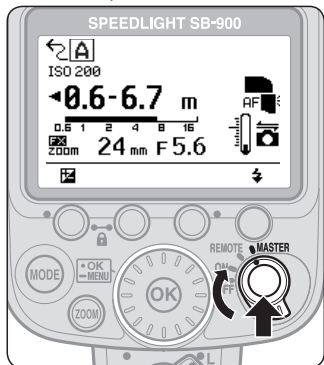 SPEEDLIGHT SB-900
A
ISO 200
0.6-6.7 m
AF
0.6 1 2 4 8 16
FX
zoom 24 mm F5.6
REMOTE MASTER
ON
OFF
MODE
OK
MENU
OK
ZOOM
L